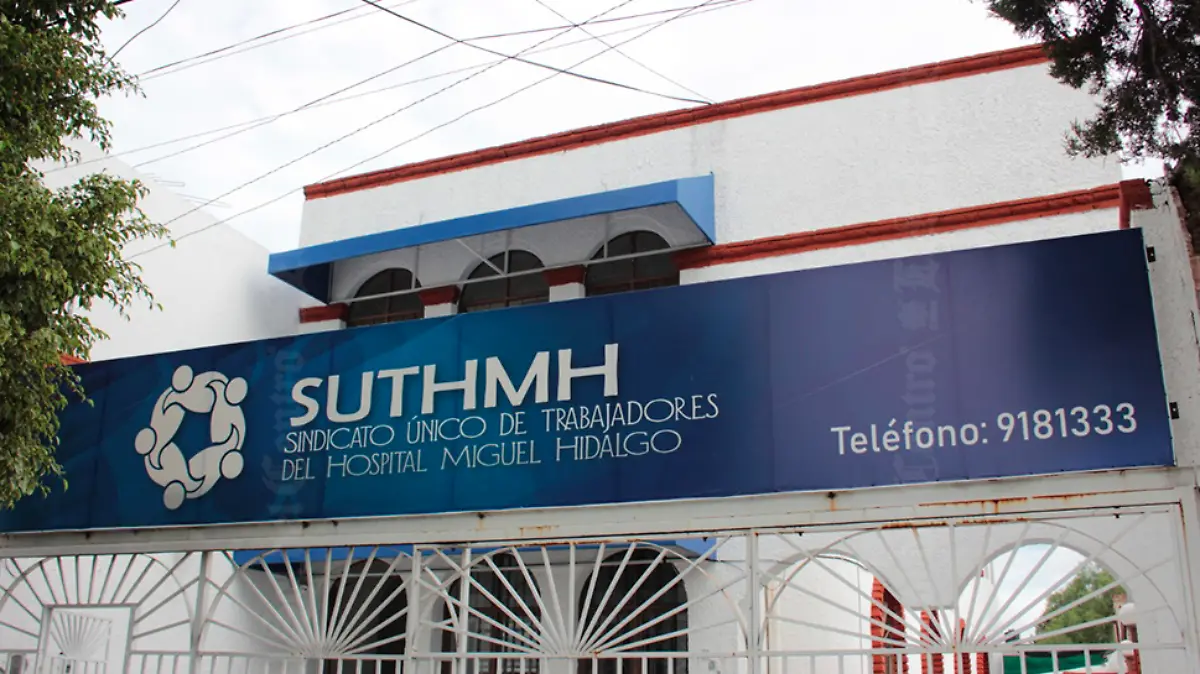 SUTHMH
SINDICATO ÚNICO DE TRABAJADORES
DEL HOSPITAL MIGUEL HIDALGO
Teléfono: 9181333